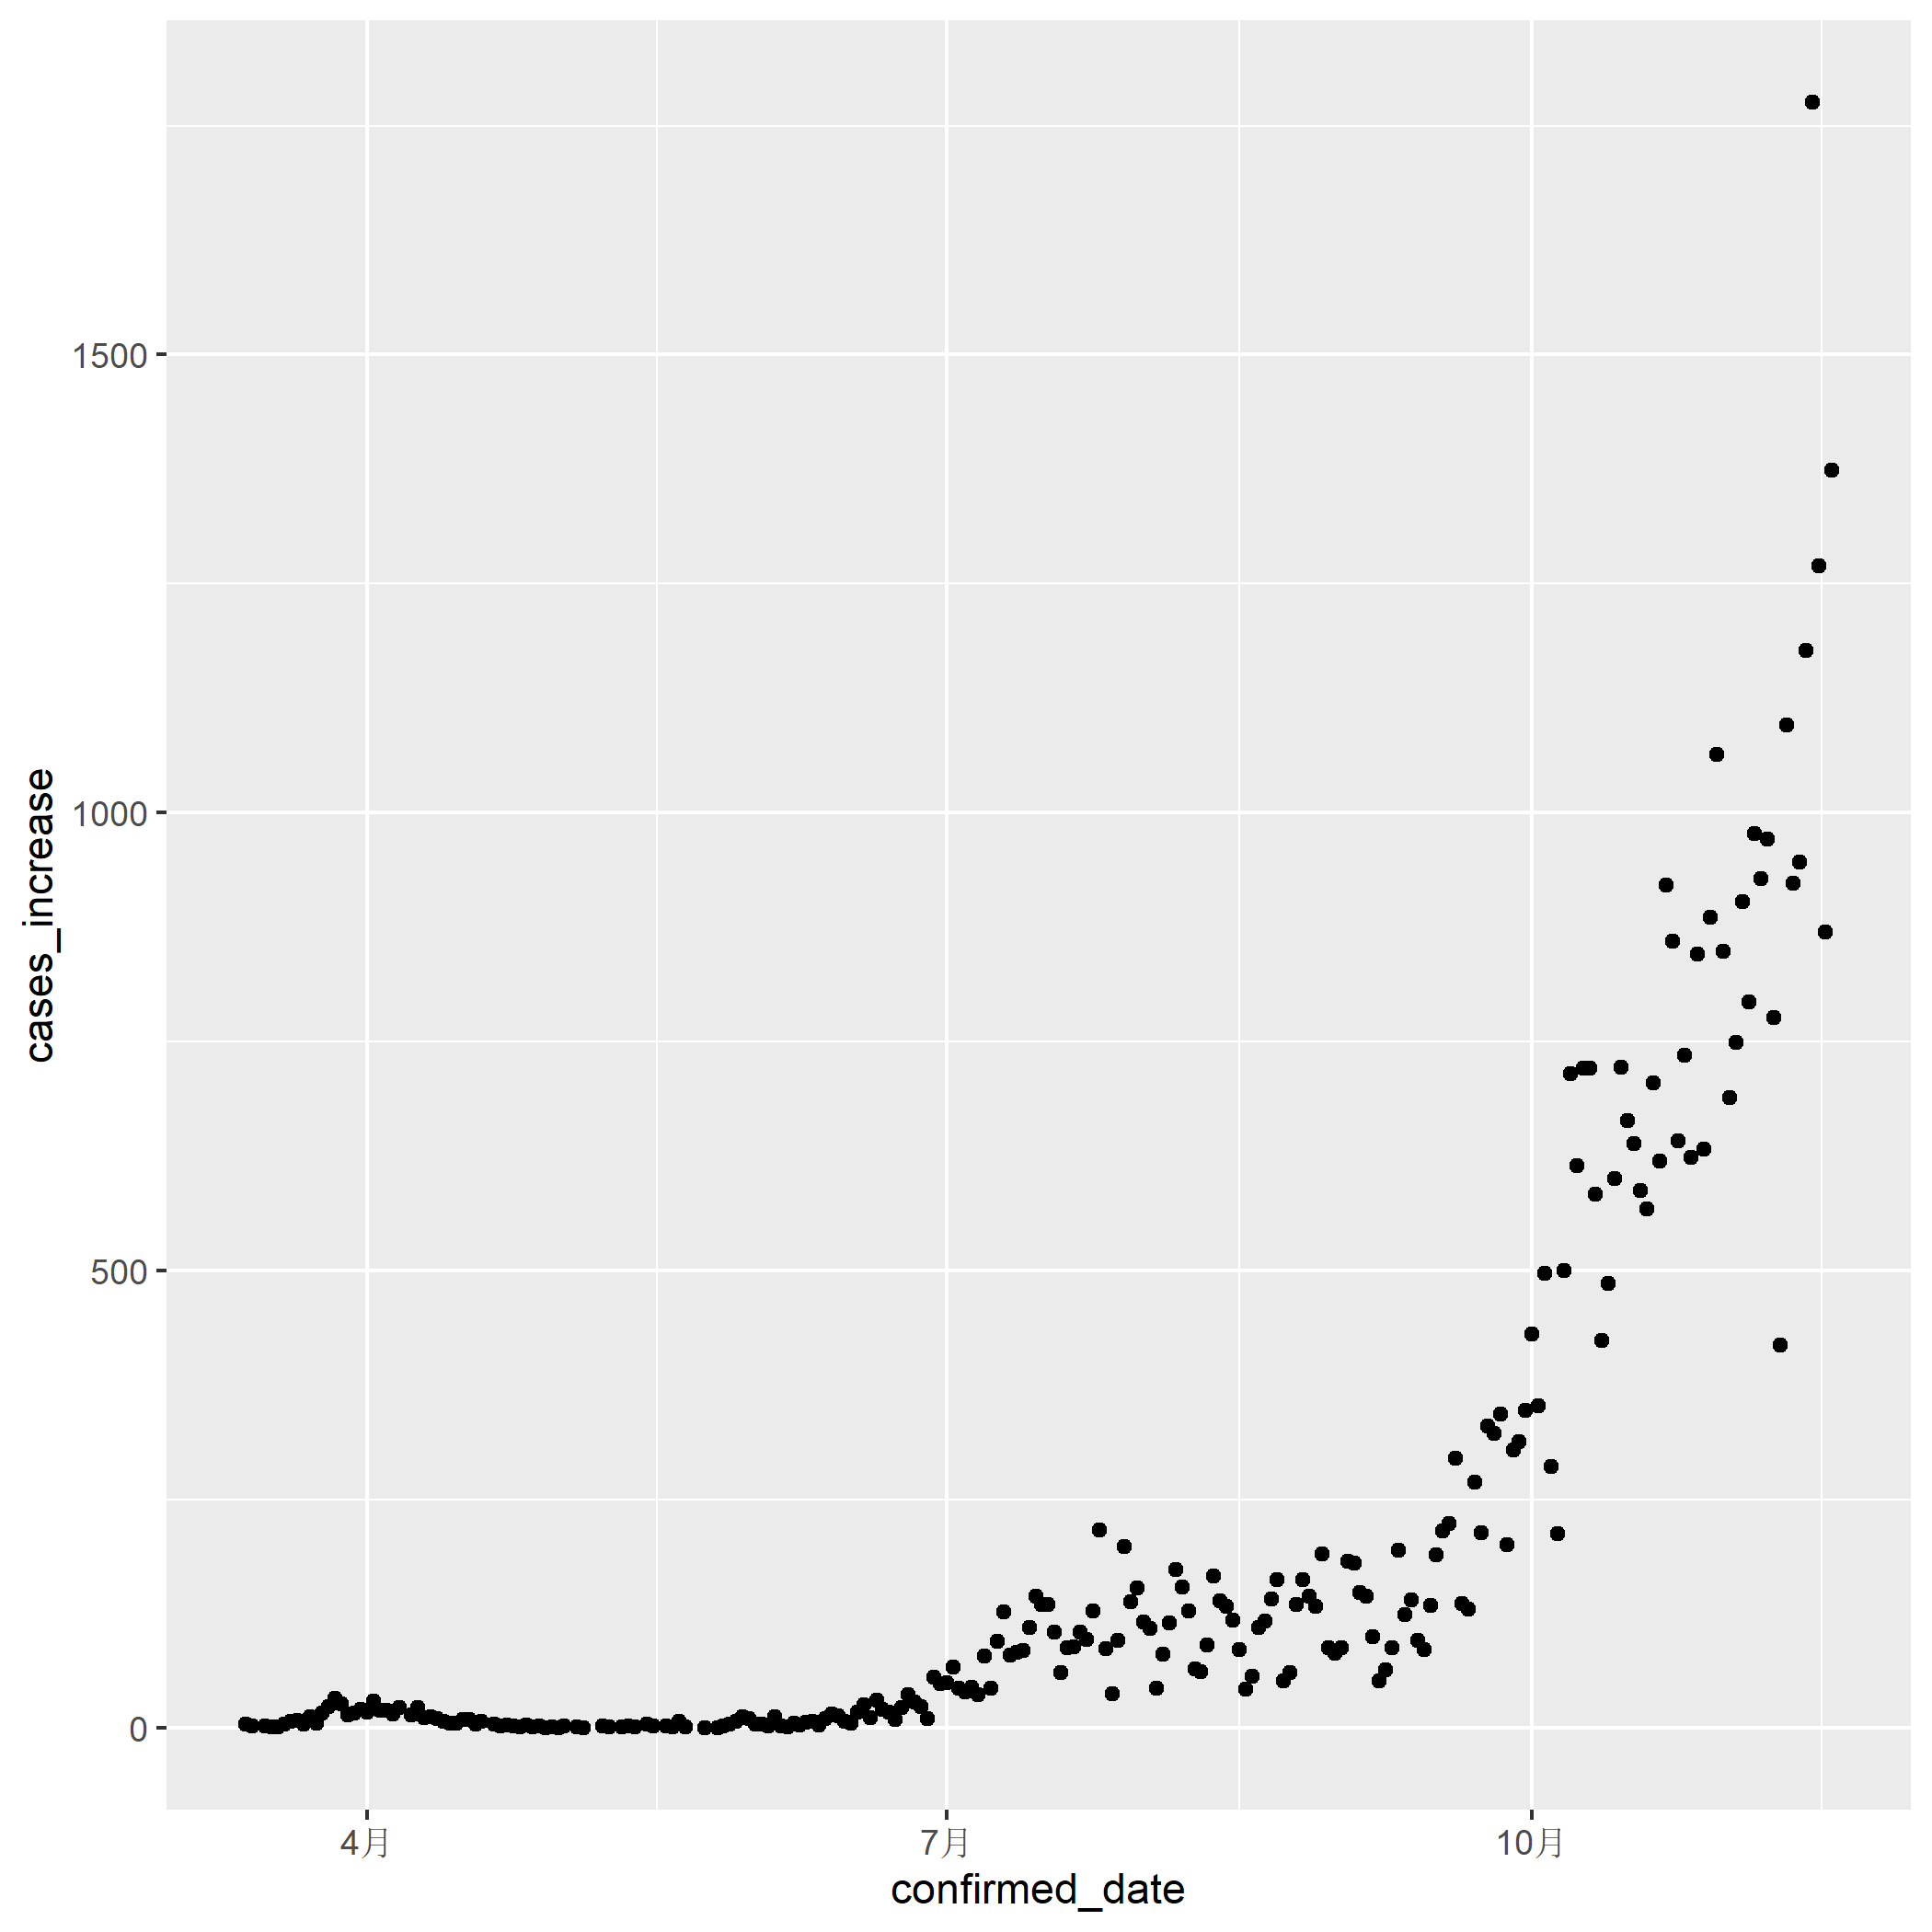 cases_increase
1500
1000
500
0
4月
7月
10月
confirmed_date